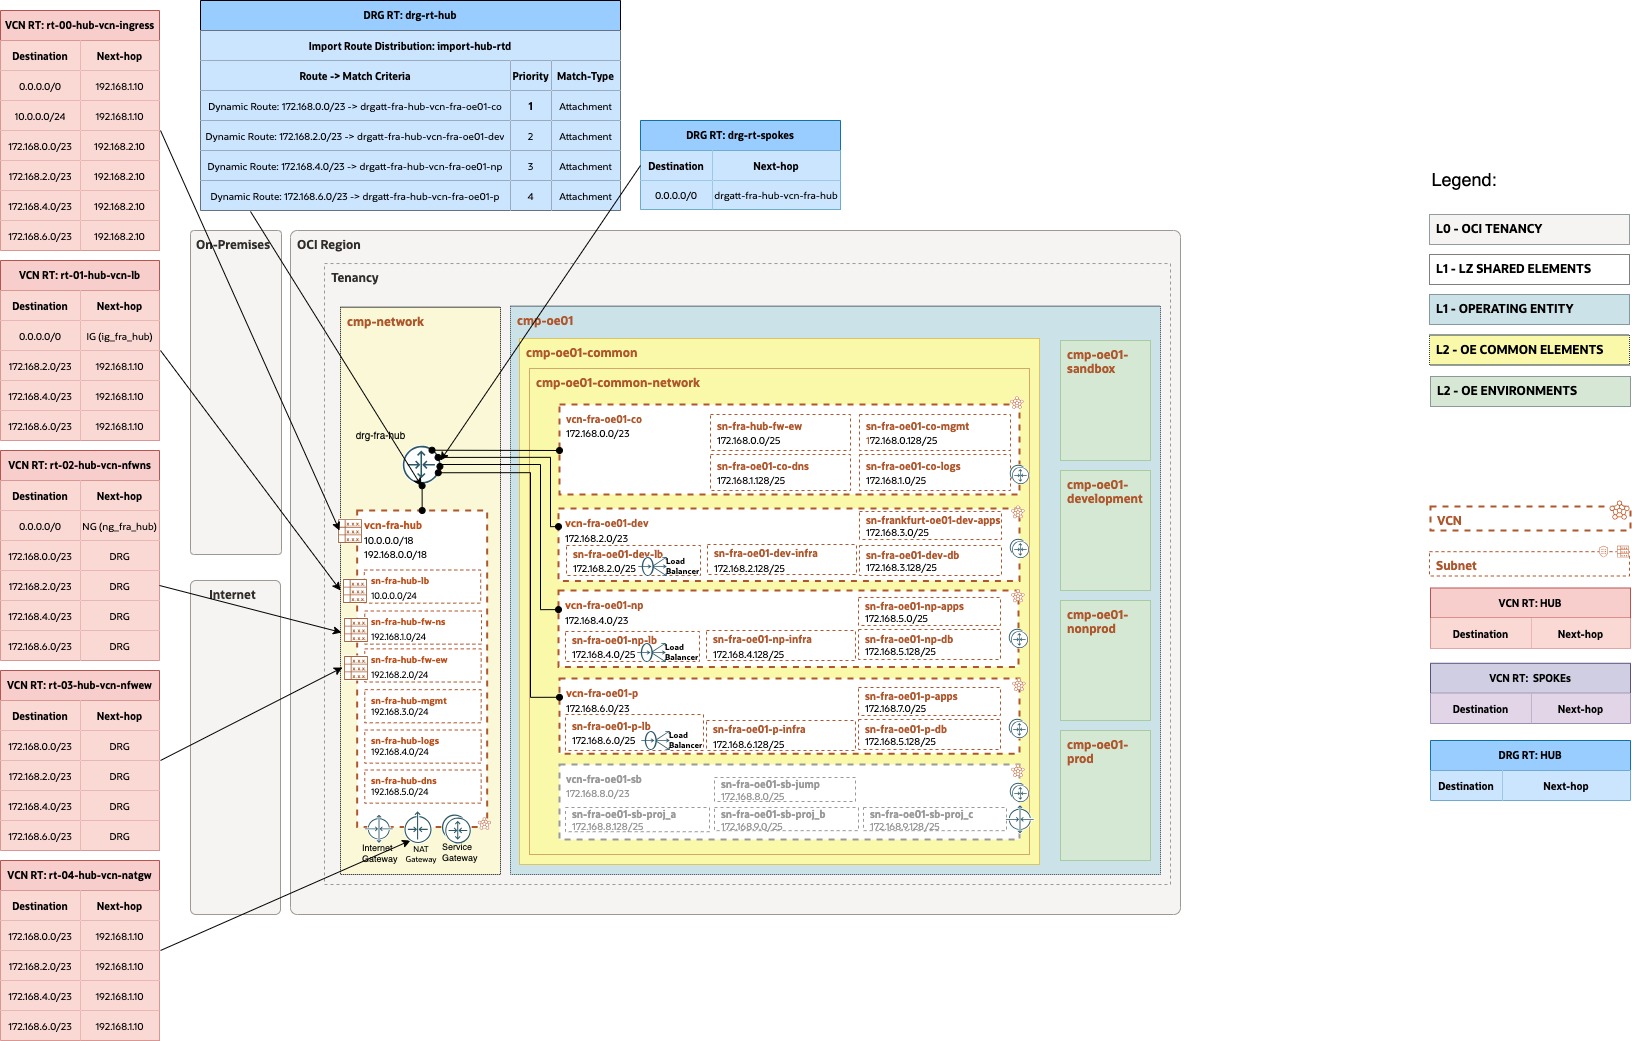 VCN RT: rt-00-hub-vcn-ingress
Destination Next-hop
0.0.0.0/0 192.168.1.10
10.0.0.0/24 192.168.1.10
172.168.0.0/23 192.168.2.10
172.168.2.0/23 192.168.2.10
172.168.4.0/23 192.168.2.10
172.168.6.0/23 192.168.2.10
VCN RT: rt-01-hub-vcn-lb
Destination Next-hop
0.0.0.0/0 IG (ig_fra_hub)
172.168.2.0/23 192.168.1.10
172.168.4.0/23 192.168.1.10
172.168.6.0/23 192.168.1.10
VCN RT: rt-02-hub-vcn-nfwns
Destination Next-hop
0.0.0.0/0 NG (ng_fra_hub)
172.168.0.0/23 DRG
172.168.2.0/23 DRG
172.168.4.0/23 DRG
172.168.6.0/23 DRG
VCN RT: rt-03-hub-vcn-nfwew
Destination Next-hop
172.168.0.0/23 DRG
172.168.2.0/23 DRG
172.168.4.0/23 DRG
172.168.6.0/23 DRG
VCN RT: rt-04-hub-vcn-natgw
Destination Next-hop
172.168.0.0/23 192.168.1.10
172.168.2.0/23 192.168.1.10
172.168.4.0/23 192.168.1.10
172.168.6.0/23 192.168.1.10
DRG RT: drg-rt-hub
Import Route Distribution: import-hub-rtd
Route -> Match Criteria Priority Match-Type
Dynamic Route: 172.168.0.0/23 -> drgatt-fra-hub-vcn-fra-oe01-co 1 Attachment
Dynamic Route: 172.168.2.0/23 -> drgatt-fra-hub-vcn-fra-oe01-dev 2 Attachment
Dynamic Route: 172.168.4.0/23 -> drgatt-fra-hub-vcn-fra-oe01-np 3 Attachment
Dynamic Route: 172.168.6.0/23 -> drgatt-fra-hub-vcn-fra-oe01-p 4 Attachment
DRG RT: drg-rt-spokes
Destination Next-hop
0.0.0.0/0 drgatt-fra-hub-vcn-fra-hub
On-Premises
Internet
OCI Region
Tenancy
cmp-network
drg-fra-hub
vcn-fra-hub
10.0.0.0/18
192.168.0.0/18
sn-fra-hub-lb
10.0.0.0/24
sn-fra-hub-fw-ns
192.168.1.0/24
sn-fra-hub-fw-ew
192.168.2.0/24
sn-fra-hub-mgmt
192.168.3.0/24
sn-fra-hub-logs
192.168.4.0/24
sn-fra-hub-dns
192.168.5.0/24
Internet Gateway
NAT Gateway
Service Gateway
cmp-oe01
cmp-oe01-common
cmp-oe01-common-network
vcn-fra-oe01-co
172.168.0.0/23
sn-fra-hub-fw-ew
172.168.0.0/25
sn-fra-oe01-co-mgmt
172.168.0.128/25
sn-fra-oe01-co-dns
172.168.1.128/25
sn-fra-oe01-co-logs
172.168.1.0/25
vcn-fra-oe01-dev
172.168.2.0/23
sn-frankfurt-oe01-dev-apps
172.168.3.0/25
sn-fra-oe01-dev-lb
172.168.2.0/25
Load Balancer
sn-fra-oe01-dev-infra
172.168.2.128/25
sn-fra-oe01-dev-db
172.168.3.128/25
vcn-fra-oe01-np
172.168.4.0/23
sn-fra-oe01-np-apps
172.168.5.0/25
sn-fra-oe01-np-lb
172.168.4.0/25
Load Balancer
sn-fra-oe01-np-infra
172.168.4.128/25
sn-fra-oe01-np-db
172.168.5.128/25
vcn-fra-oe01-p
172.168.6.0/23
sn-fra-oe01-p-apps
172.168.7.0/25
sn-fra-oe01-p-lb
172.168.6.0/25
Load Balancer
sn-fra-oe01-p-infra
172.168.6.128/25
sn-fra-oe01-p-db
172.168.5.128/25
vcn-fra-oe01-sb
172.168.8.0/23
sn-fra-oe01-sb-jump
172.168.8.0/25
sn-fra-oe01-sb-proj_a
172.168.8.128/25
sn-fra-oe01-sb-proj_b
172.168.9.0/25
sn-fra-oe01-sb-proj_c
172.168.9.128/25
cmp-oe01-
sandbox
cmp-oe01-
development
cmp-oe01-
nonprod
cmp-oe01-
prod
Legend:
L0 - OCI TENANCY
L1 - LZ SHARED ELEMENTS
L1 - OPERATING ENTITY
L2 - OE COMMON ELEMENTS
L2 - OE ENVIRONMENTS
VCN
Subnet
VCN RT: HUB
Destination Next-hop
VCN RT: SPOKEs
Destination Next-hop
DRG RT: HUB
Destination Next-hop